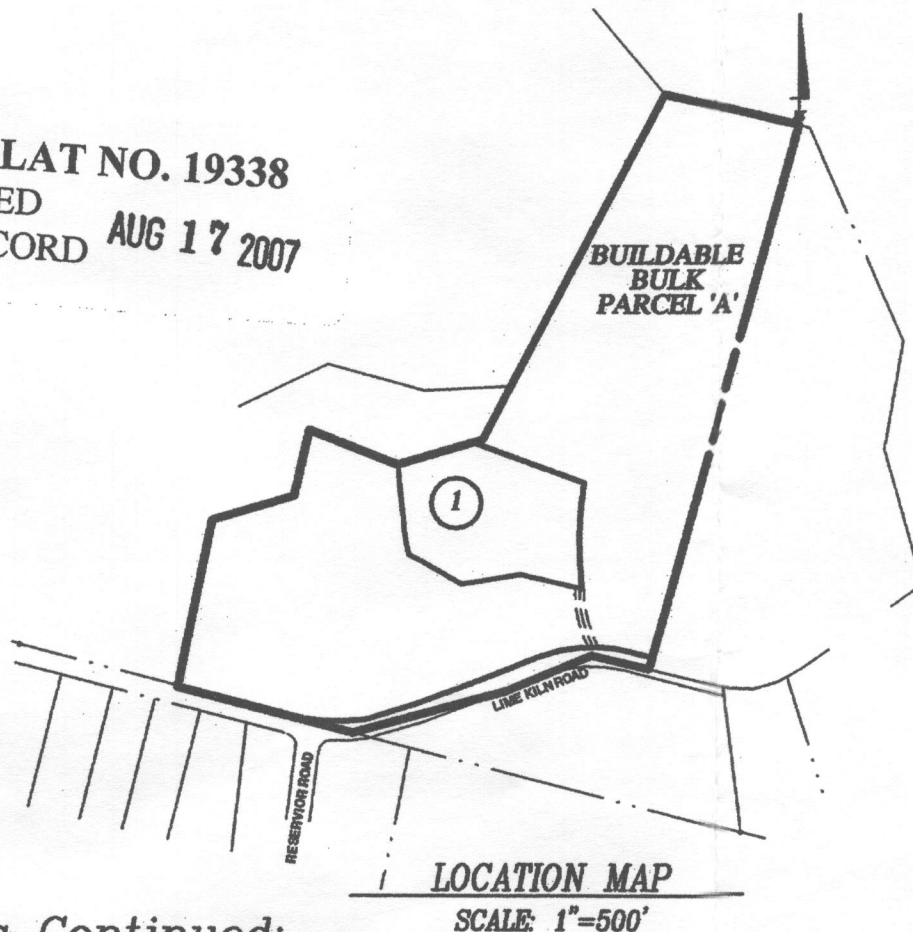 LAT NO. 19338
ED
CORD AUG 17 2007
BUILDABLE
BULK
PARCEL 'A'
1
LIME KILN ROAD
RESERVIOR ROAD
LOCATION MAP
SCALE: 1"=500'
Continued: